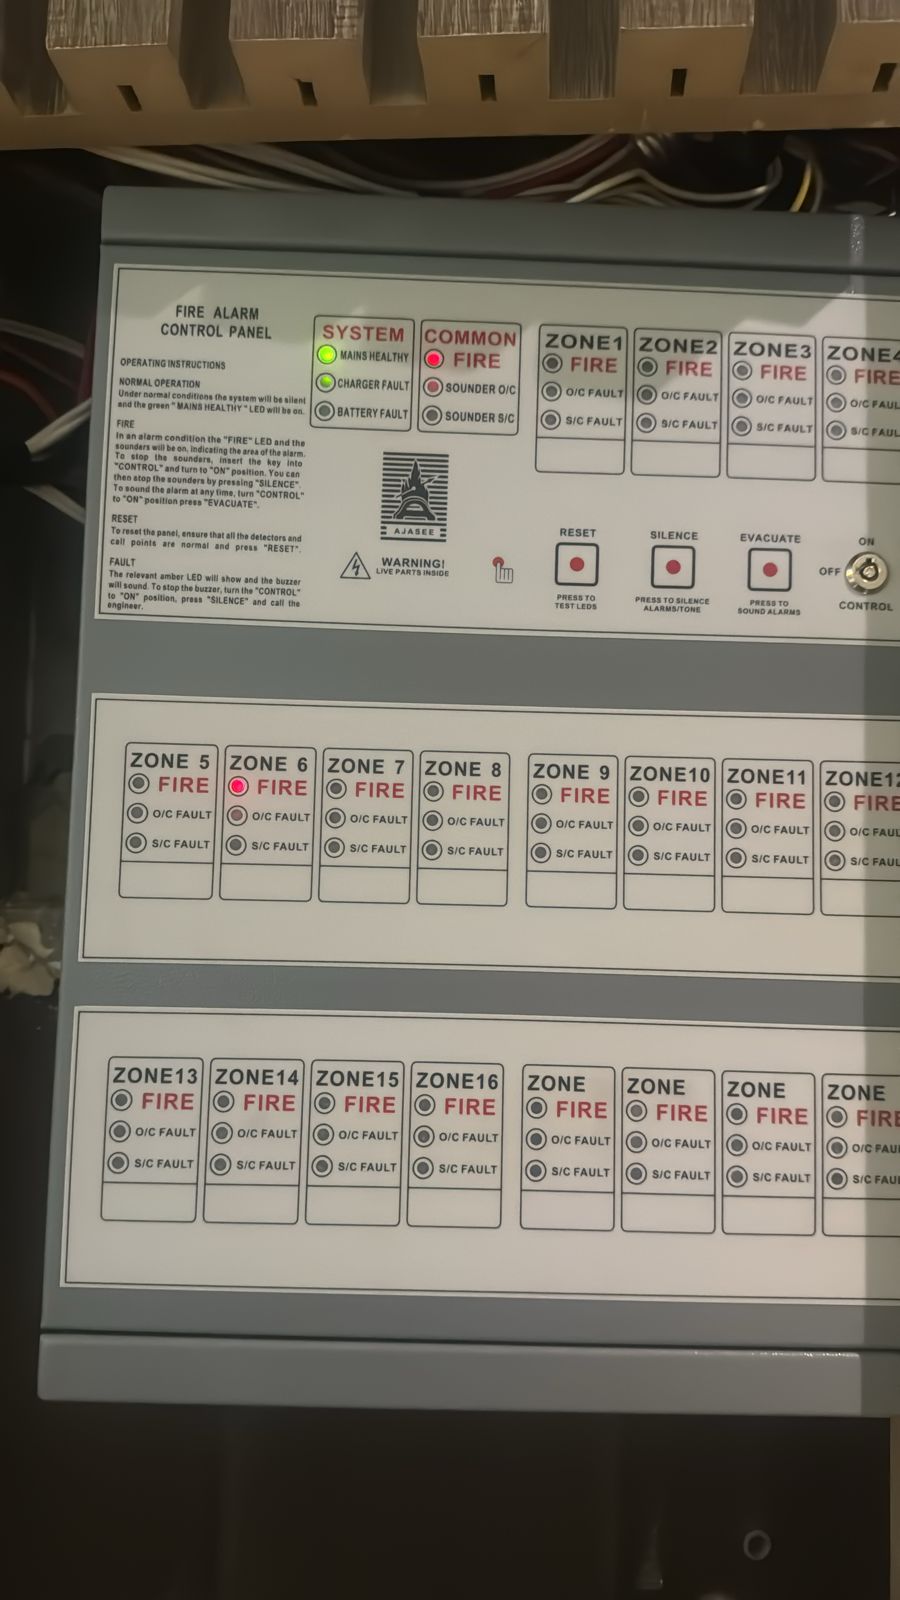 FIRE ALARM
CONTROL PANEL
OPERATING INSTRUCTIONS
NORMAL OPERATION
Under normal conditions the system will be silent
and the green "MAINS HEALTHY" LED will be on.
FIRE
In an alarm condition the "FIRE" LED and the
sounders will be on, indicating the area of the alarm.
To stop the sounders, insert the key into
"CONTROL" and turn to "ON" position. You can
then stop the sounders by pressing "SILENCE".
To sound the alarm at any time, turn "CONTROL"
to "ON" position press "EVACUATE".
RESET
To reset the panel, ensure that all the detectors and
call points are normal and press "RESET".
FAULT
The relevant amber LED will show and the buzzer
will sound. To stop the buzzer, turn the "CONTROL"
to "ON" position, press "SILENCE" and call the
engineer.
SYSTEM
MAINS HEALTHY
CHARGER FAULT
BATTERY FAULT
COMMON
FIRE
SOUNDER O/C
SOUNDER S/C
ZONE1
FIRE
O/C FAULT
S/C FAULT
ZONE2
FIRE
O/C FAULT
S/C FAULT
ZONE3
FIRE
O/C FAULT
S/C FAULT
ZONE4
FIRE
O/C FAUL
S/C FAUL
AJASEE
WARNING!
LIVE PARTS INSIDE
RESET
PRESS TO
TEST LEDS
SILENCE
PRESS TO SILENCE
ALARMS/TONE
EVACUATE
PRESS TO
SOUND ALARMS
ON
OFF
CONTROL
ZONE 5
FIRE
O/C FAULT
S/C FAULT
ZONE 6
FIRE
O/C FAULT
S/C FAULT
ZONE 7
FIRE
O/C FAULT
S/C FAULT
ZONE 8
FIRE
O/C FAULT
S/C FAULT
ZONE 9
FIRE
O/C FAULT
S/C FAULT
ZONE10
FIRE
O/C FAULT
S/C FAULT
ZONE11
FIRE
O/C FAULT
S/C FAULT
ZONE12
FIRE
O/C FAUL
S/C FAUL
ZONE13
FIRE
O/C FAULT
S/C FAULT
ZONE14
FIRE
O/C FAULT
S/C FAULT
ZONE15
FIRE
O/C FAULT
S/C FAULT
ZONE16
FIRE
O/C FAULT
S/C FAULT
ZONE
FIRE
O/C FAULT
S/C FAULT
ZONE
FIRE
O/C FAULT
S/C FAULT
ZONE
FIRE
O/C FAULT
S/C FAULT
ZONE
FIRE
O/C FAU
S/C FAU